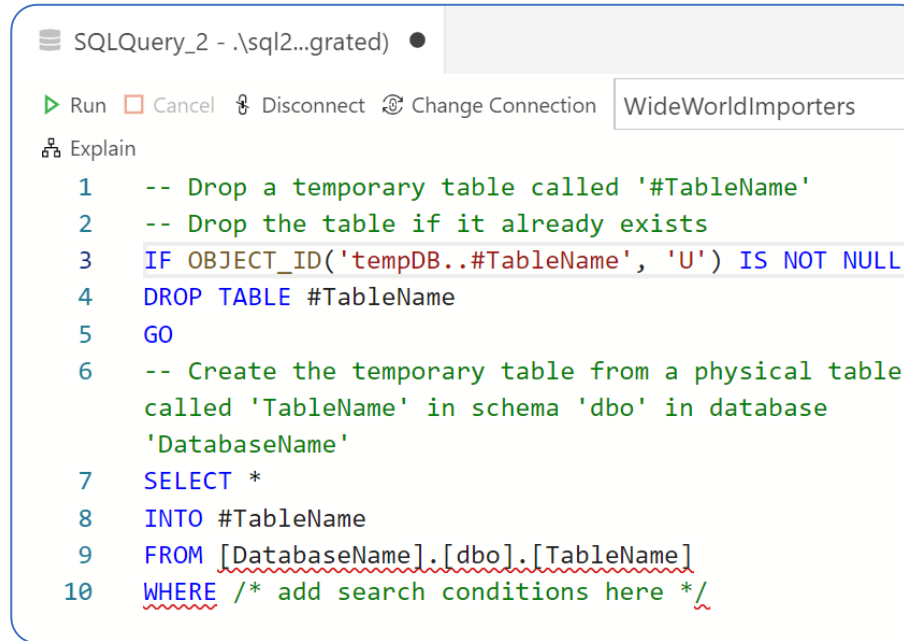 SQLQuery_2 - .\sql2...grated)
Run Cancel Disconnect Change Connection WideWorldImporters
Explain
1 -- Drop a temporary table called '#TableName'
2 -- Drop the table if it already exists
3 IF OBJECT_ID('tempDB..#TableName', 'U') IS NOT NULL
4 DROP TABLE #TableName
5 GO
6 -- Create the temporary table from a physical table
called 'TableName' in schema 'dbo' in database
'DatabaseName'
7 SELECT *
8 INTO #TableName
9 FROM [DatabaseName].[dbo].[TableName]
10 WHERE /* add search conditions here */